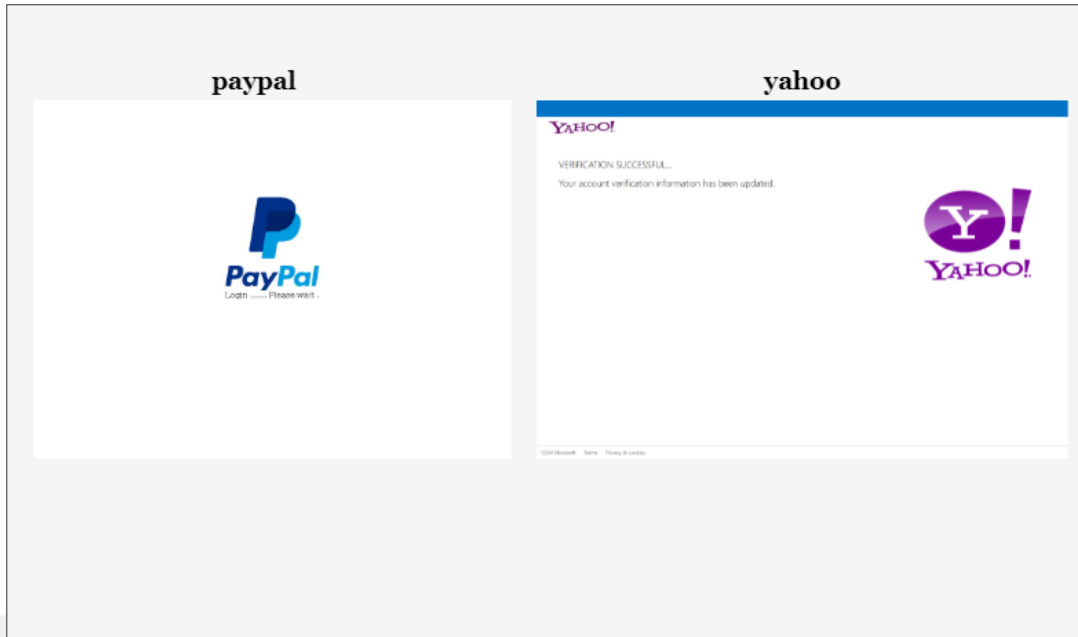 paypal
PayPal
Login ...... Please wait .
yahoo
YAHOO!
VERIFICATION SUCCESSFUL...
Your account verification information has been updated.
Y!
YAHOO!
Microsoft Terms Privacy & cookies